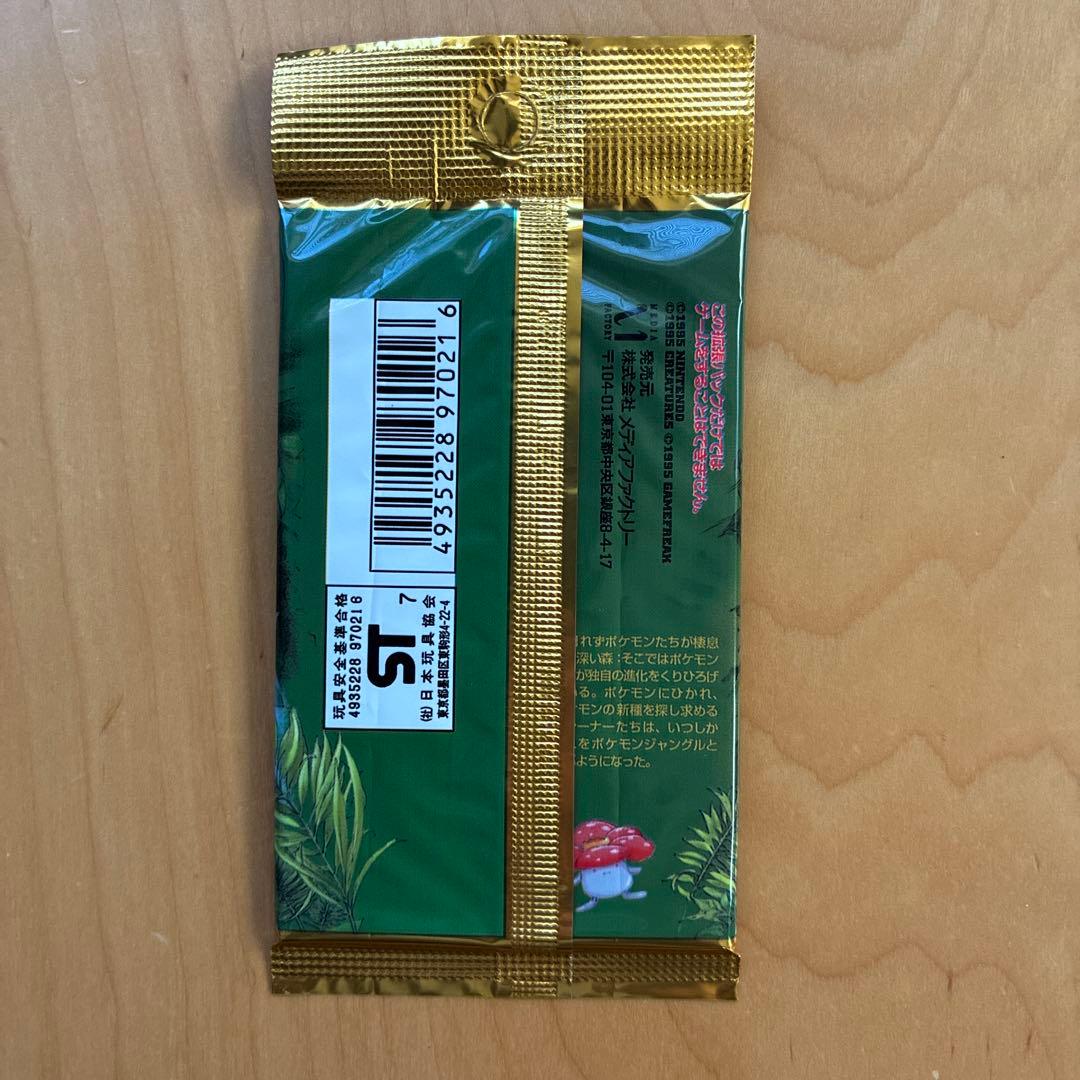 4935228970216
玩具安全基準合格
4935228 970216
ST
7
(社)日本玩具協会
東京都墨田区東駒形4-22-4
この拡張パックだけでは
ゲームをすることはできません。
©1995 NINTENDO
©1995 CREATURES ©1995 GAMEFREAK
MEDIA
FACTORY
発売元
株式会社 メディアファクトリー
〒104-01東京都中央区銀座8-4-17
れずポケモンたちが棲息
深い森:そこではポケモン
が独自の進化をくりひろげ
いる。ポケモンにひかれ、
ケモンの新種を探し求める
レーナーたちは、いつしか
をポケモンジャングルと
ようになった。